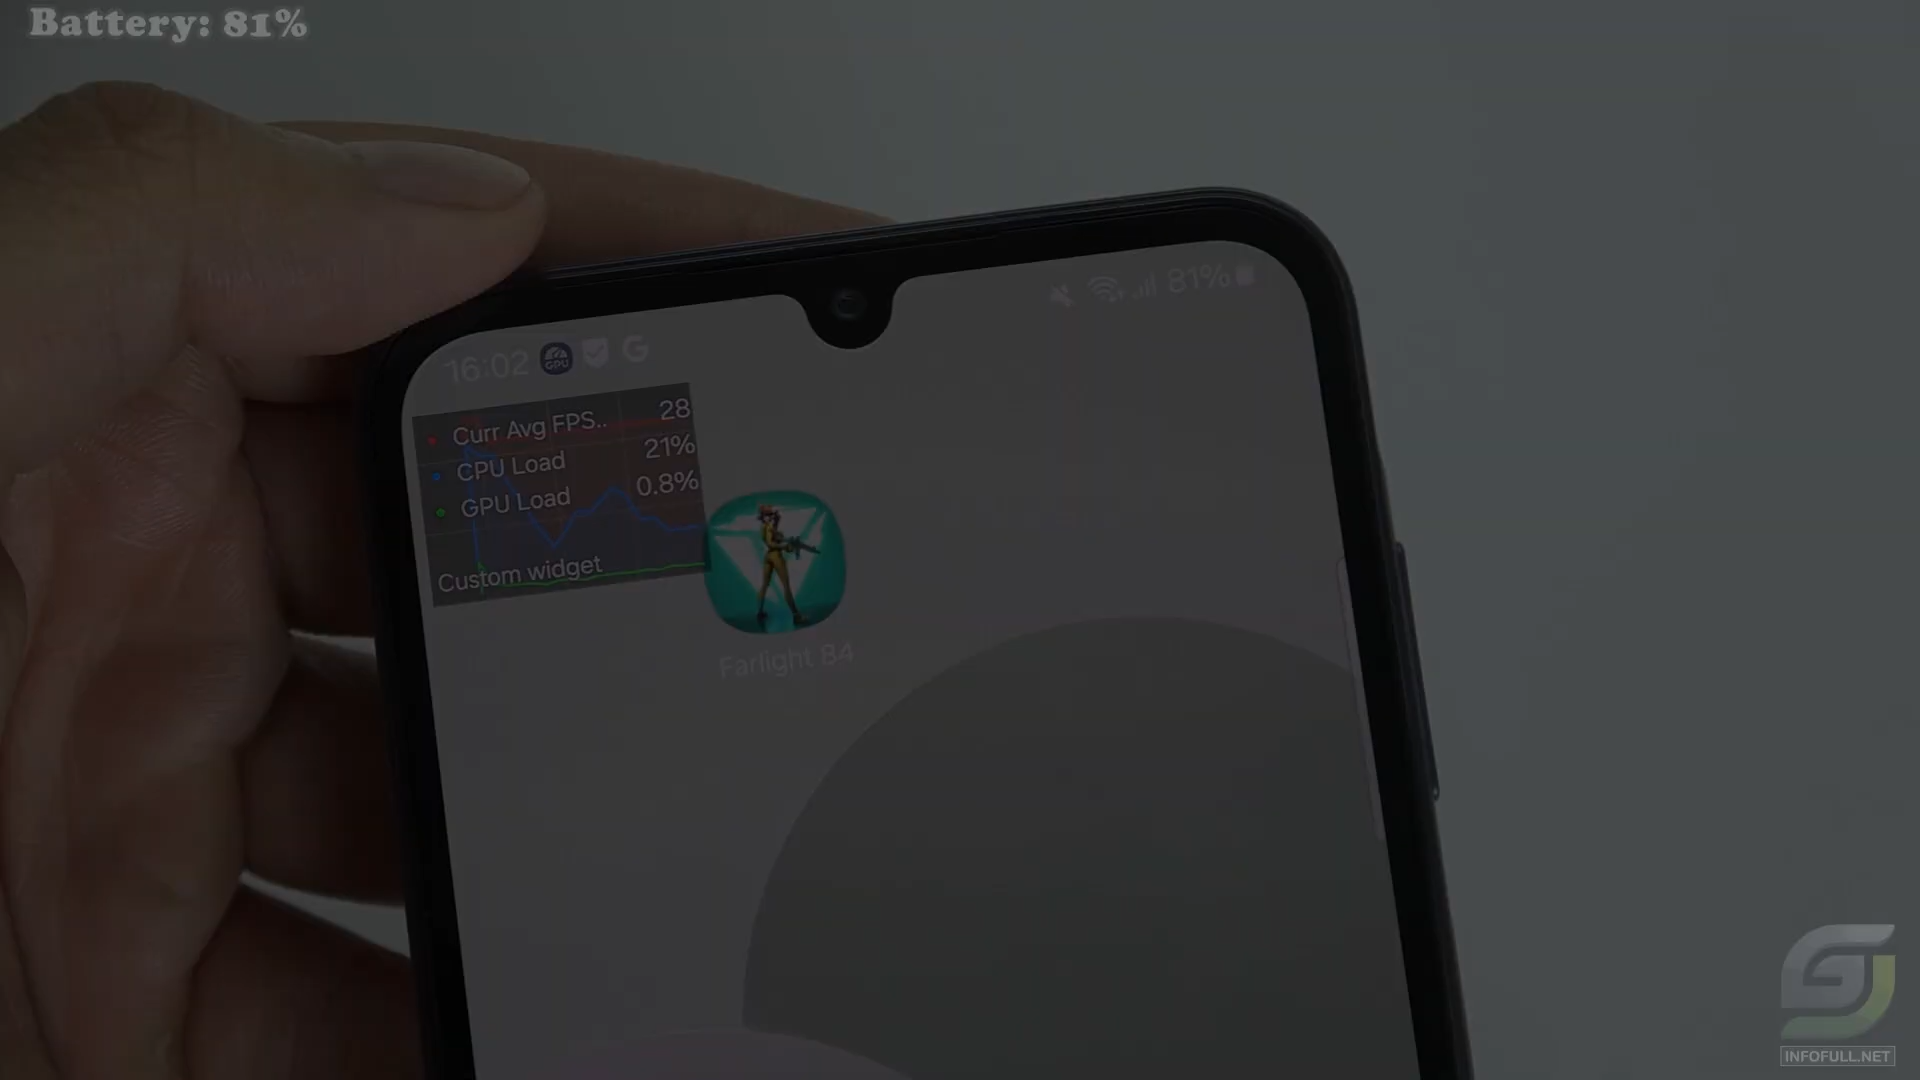 Battery: 81%
81%
16:02 GPU G
Curr Avg FPS.. 28
CPU Load 21%
GPU Load 0.8%
Custom widget
Farlight 84
INFOFULL.NET